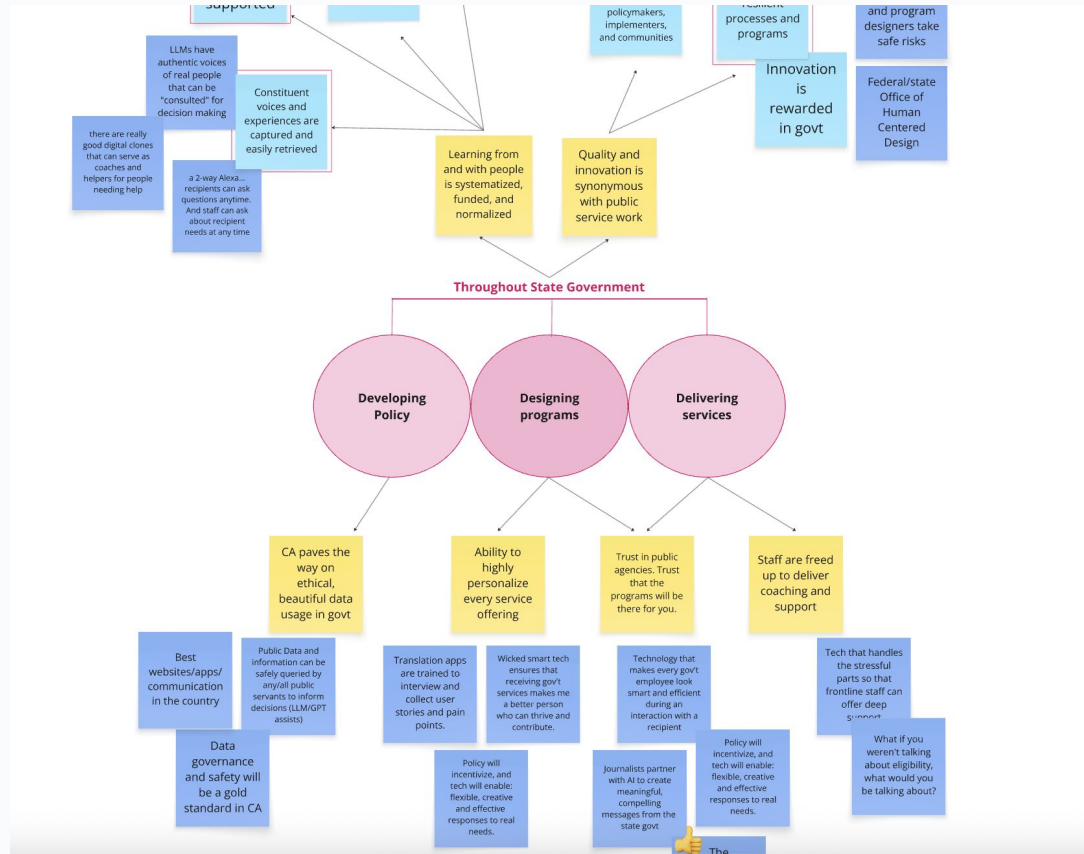 supported
policymakers,
implementers,
and communities
resilient
processes and
programs
and program
designers take
safe risks
LLMs have
authentic voices
of real people
that can be
"consulted" for
decision making
Constituent
voices and
experiences are
captured and
easily retrieved
there are really
good digital clones
that can serve as
coaches and
helpers for people
needing help
a 2-way Alexa...
recipients can ask
questions anytime.
And staff can ask
about recipient
needs at any time
Learning from
and with people
is systematized,
funded, and
normalized
Quality and
innovation is
synonymous
with public
service work
Innovation
is
rewarded
in govt
Federal/state
Office of
Human
Centered
Design
Throughout State Government
Developing
Policy
Designing
programs
Delivering
services
CA paves the
way on
ethical,
beautiful data
usage in govt
Ability to
highly
personalize
every service
offering
Trust in public
agencies. Trust
that the
programs will be
there for you.
Staff are freed
up to deliver
coaching and
support
Best
websites/apps/
communication
in the country
Public Data and
information can be
safely queried by
any/all public
servants to inform
decisions (LLM/GPT
assists)
Data
governance
and safety will
be a gold
standard in CA
Translation apps
are trained to
interview and
collect user
stories and pain
points.
Wicked smart tech
ensures that
receiving gov't
services makes me
a better person
who can thrive and
contribute.
Policy will
incentivize, and
tech will enable:
flexible, creative
and effective
responses to real
needs.
Technology that
makes every gov't
employee look
smart and efficient
during an
interaction with a
recipient
Journalists partner
with AI to create
meaningful,
compelling
messages from the
state govt
Policy will
incentivize, and
tech will enable:
flexible, creative
and effective
responses to real
needs.
Tech that handles
the stressful
parts so that
frontline staff can
offer deep
support
What if you
weren't talking
about eligibility,
what would you
be talking about?
The